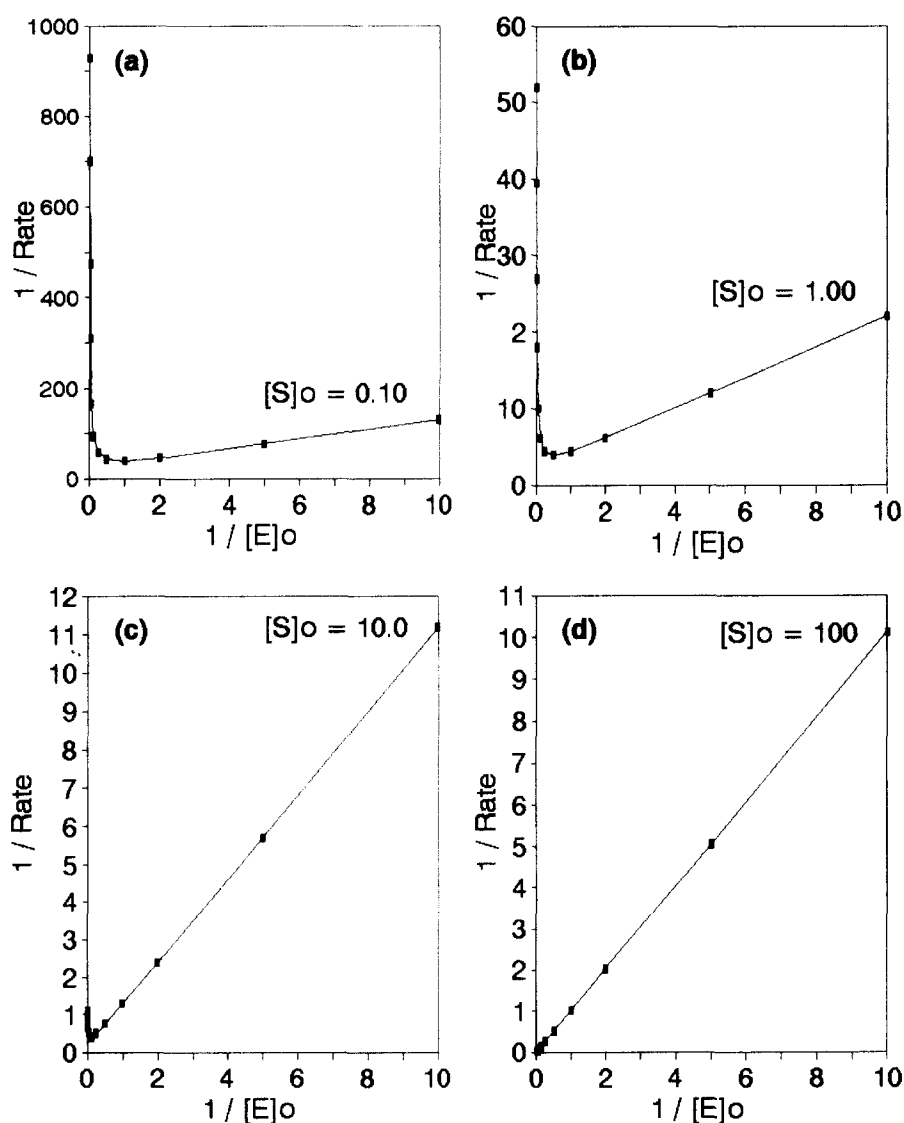 (a)
1000
800
600
400
200
0
1 / Rate
[S]o = 0.10
0 2 4 6 8 10
1 / [E]o
(b)
60
50
40
30
2
10
0
1 / Rate
[S]o = 1.00
0 2 4 6 8 10
1 / [E]o
(c)
12
11
10
9
8
7
6
5
4
3
2
1
0
1 / Rate
[S]o = 10.0
0 2 4 6 8 10
1 / [E]o
(d)
11
10
9
8
7
6
5
4
3
2
1
0
1 / Rate
[S]o = 100
0 2 4 6 8 10
1 / [E]o